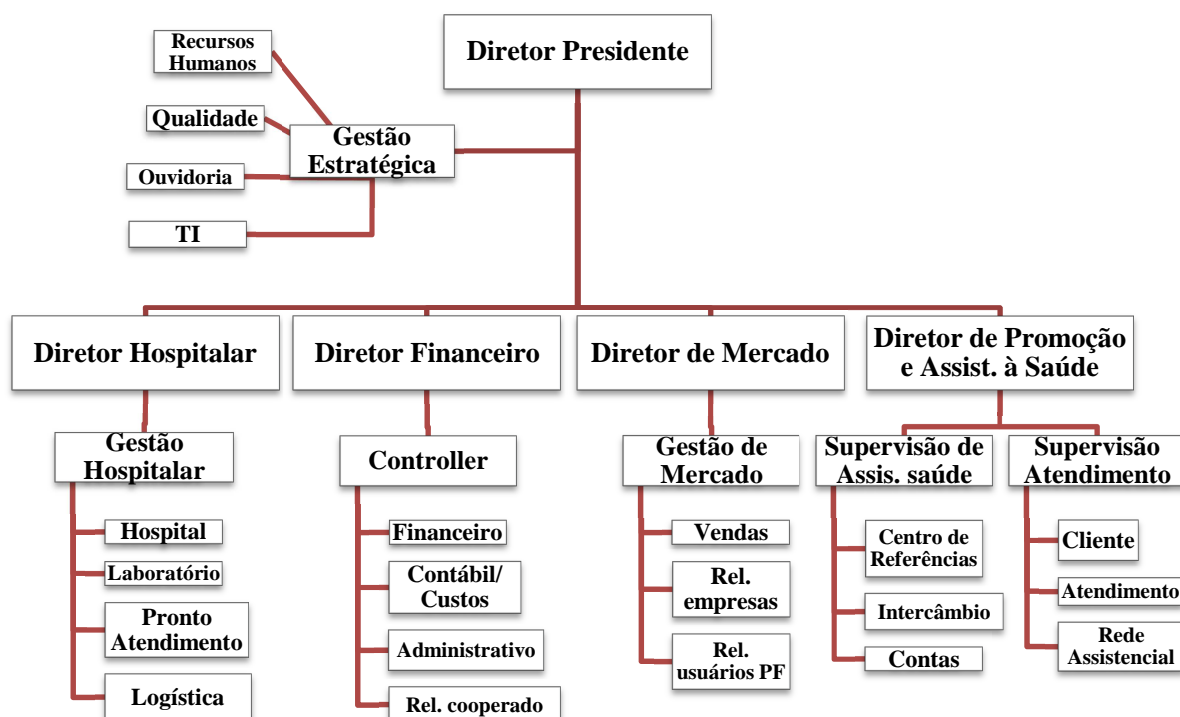 Diretor Presidente
Recursos
Humanos
Qualidade
Gestão
Estratégica
Ouvidoria
TI
Diretor Hospitalar
Diretor Financeiro
Diretor de Mercado
Diretor de Promoção
e Assist. à Saúde
Gestão
Hospitalar
Controller
Gestão de
Mercado
Supervisão de
Assis. saúde
Supervisão
Atendimento
Hospital
Laboratório
Pronto
Atendimento
Logística
Financeiro
Contábil/
Custos
Administrativo
Rel. cooperado
Vendas
Rel.
empresas
Rel.
usuários PF
Centro de
Referências
Intercâmbio
Contas
Cliente
Atendimento
Rede
Assistencial